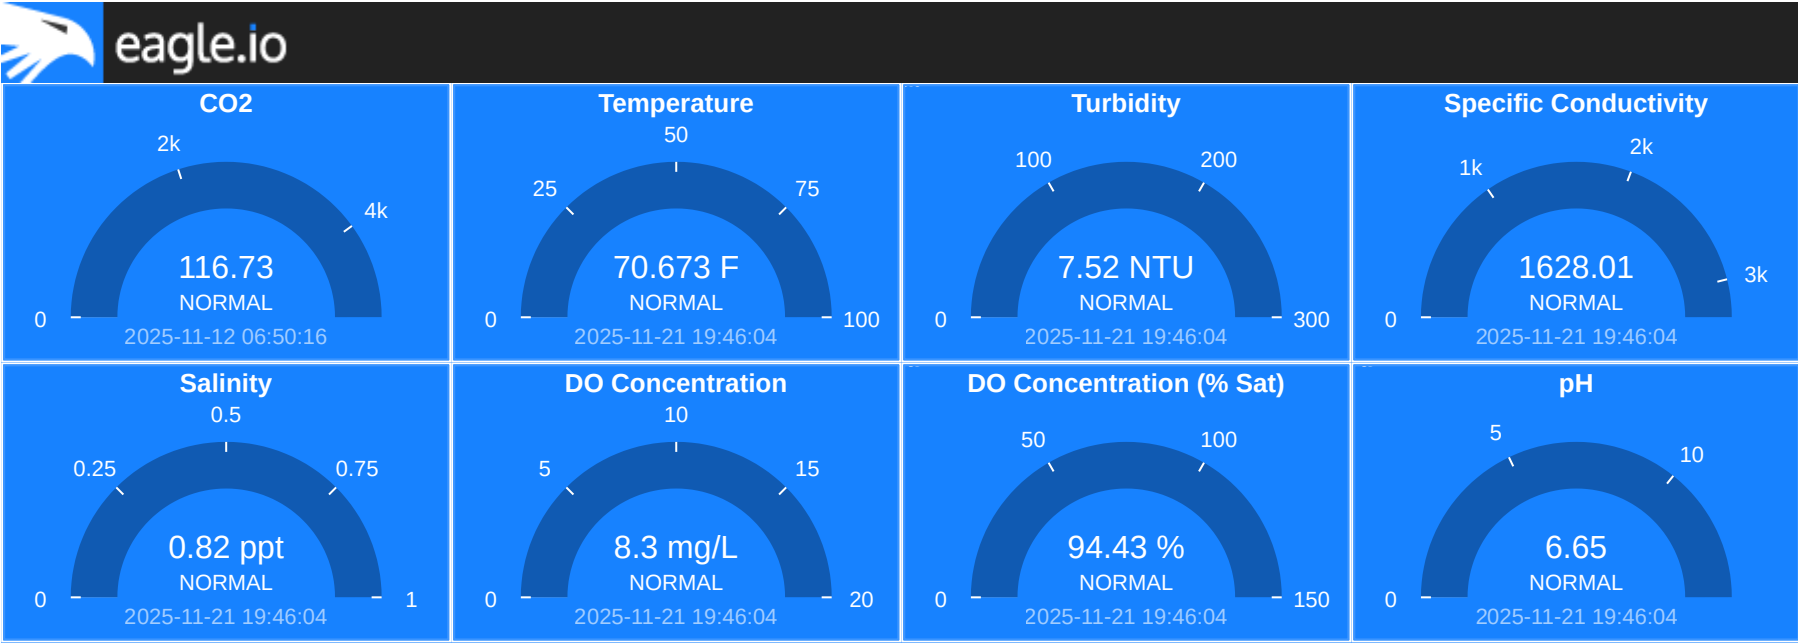 eagle.io
CO2
2k
4k
116.73
NORMAL
0
2025-11-12 06:50:16
Temperature
50
25
75
70.673 F
NORMAL
0
100
2025-11-21 19:46:04
Turbidity
100
200
7.52 NTU
NORMAL
0
300
2025-11-21 19:46:04
Specific Conductivity
2k
1k
1628.01
3k
NORMAL
0
2025-11-21 19:46:04
Salinity
0.5
0.25
0.75
0.82 ppt
NORMAL
0
1
2025-11-21 19:46:04
DO Concentration
10
5
15
8.3 mg/L
NORMAL
0
20
2025-11-21 19:46:04
DO Concentration (% Sat)
50
100
94.43 %
NORMAL
0
150
2025-11-21 19:46:04
pH
5
10
6.65
NORMAL
0
2025-11-21 19:46:04